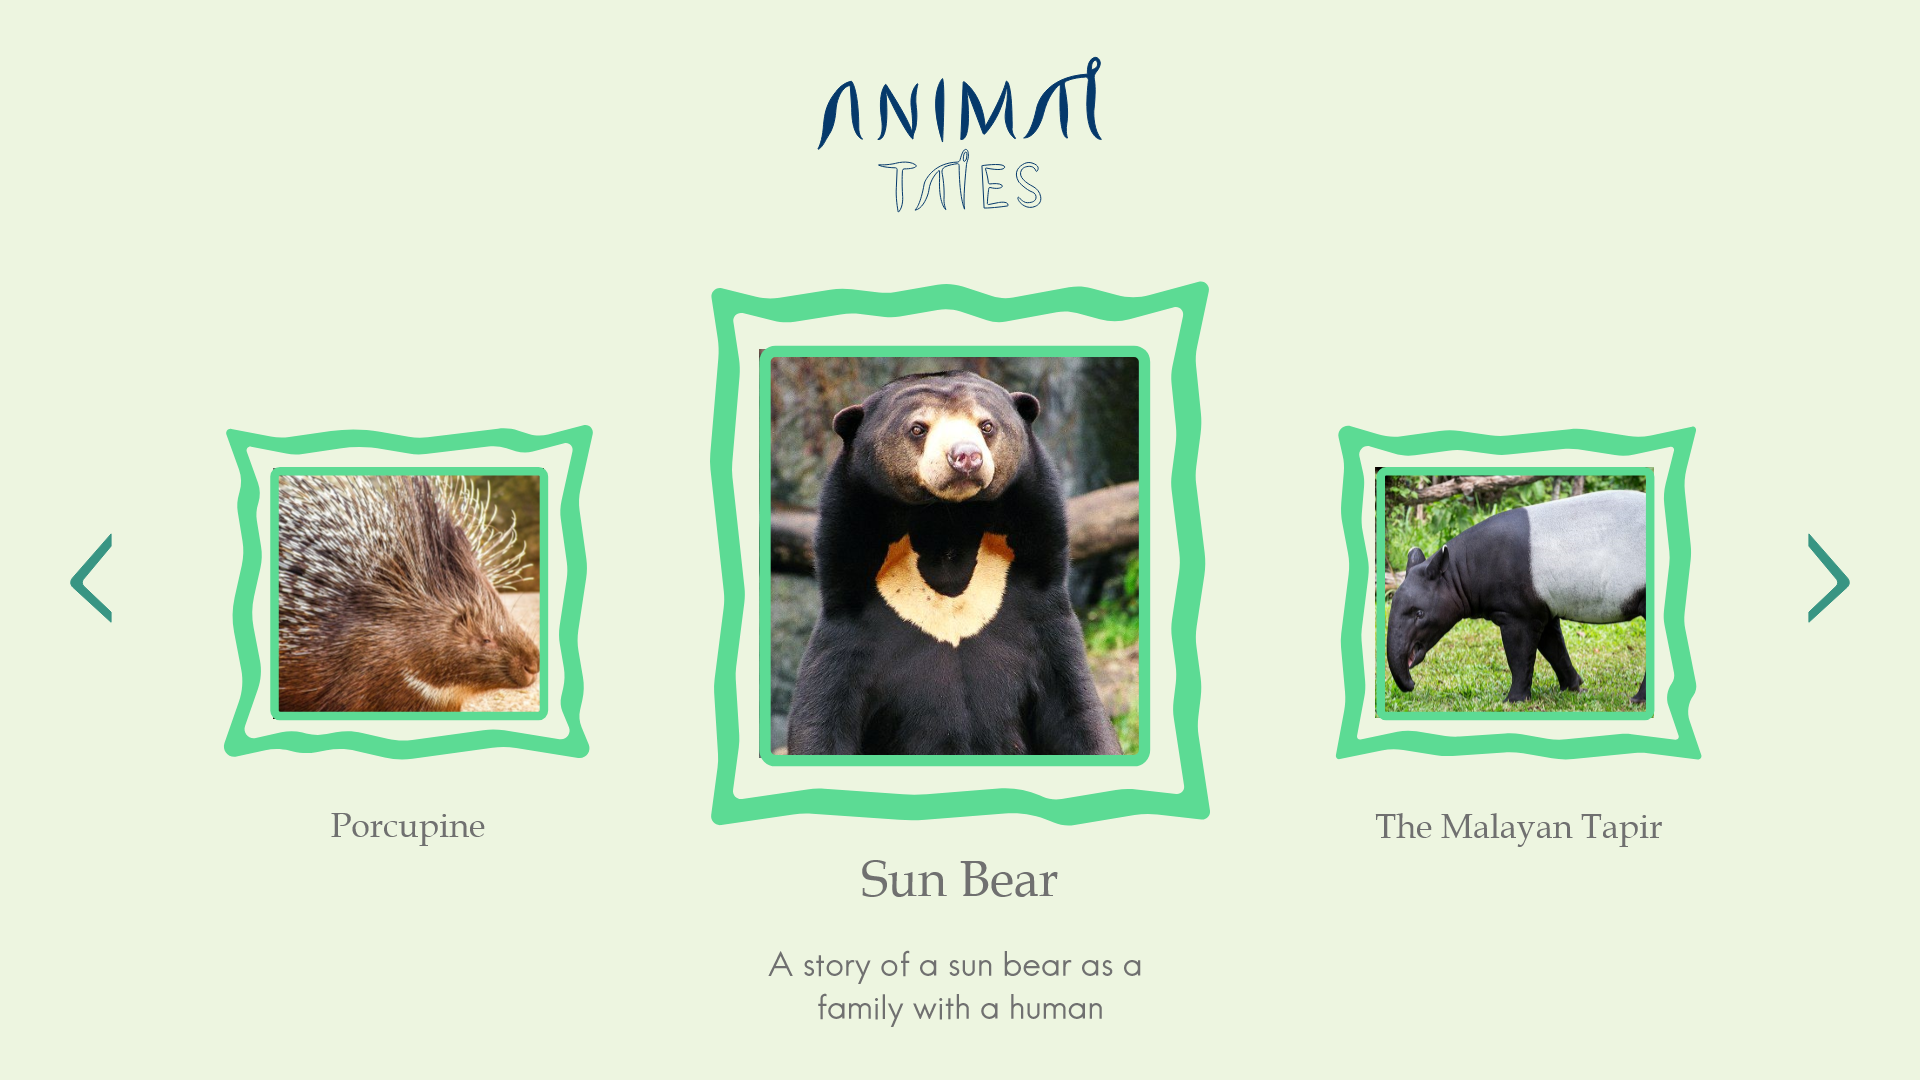 ANIMAL
TALES
Porcupine
The Malayan Tapir
Sun Bear
A story of a sun bear as a
family with a human